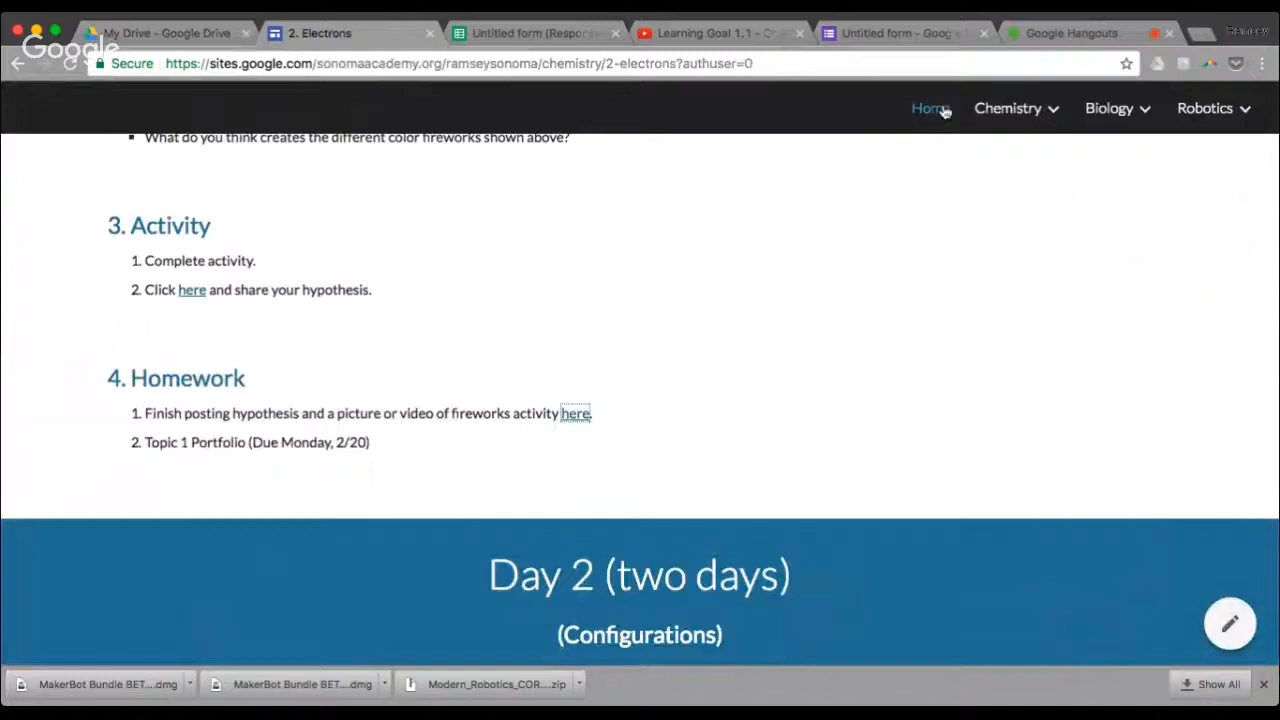 My Drive - Google Drive
2. Electrons
Untitled form (Respon
Learning Goal 1.1 - C
Untitled form - Goog
Google Hangouts
Ramsey
Google
Secure
https://sites.google.com/sonomaacademy.org/ramseysonoma/chemistry/2-electrons?authuser=0
Home
Chemistry
Biology
Robotics
What do you think creates the different color fireworks shown above?
3. Activity
1. Complete activity.
2. Click here and share your hypothesis.
4. Homework
1. Finish posting hypothesis and a picture or video of fireworks activity here.
2. Topic 1 Portfolio (Due Monday, 2/20)
Day 2 (two days)
(Configurations)
MakerBot Bundle BET....dmg
MakerBot Bundle BET....dmg
Modern_Robotics_COR....zip
Show All